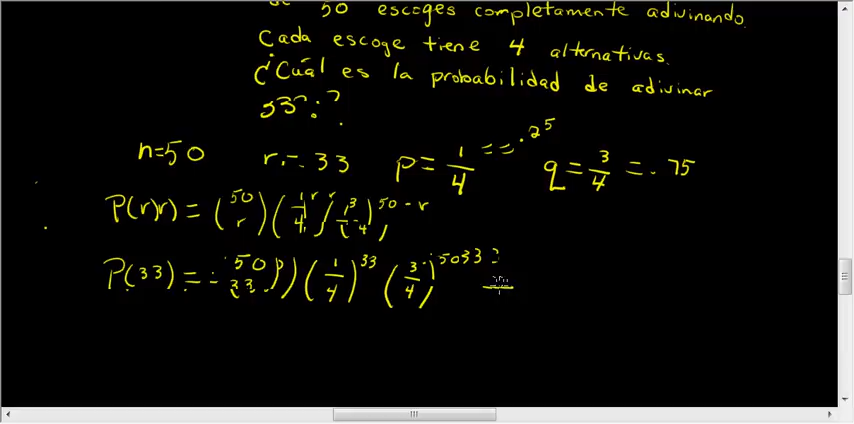 de 50 escoges completamente adivinando.
Cada escoge tiene 4 alternativas.
¿Cuál es la probabilidad de adivinar
33?
n=50 r = 33 p = 1/4 == .25 q = 3/4 = .75
P(r) = (50 r) (1/4)^r (3/4)^50-r
P(33) = (50 33) (1/4)^33 (3/4)^50 33